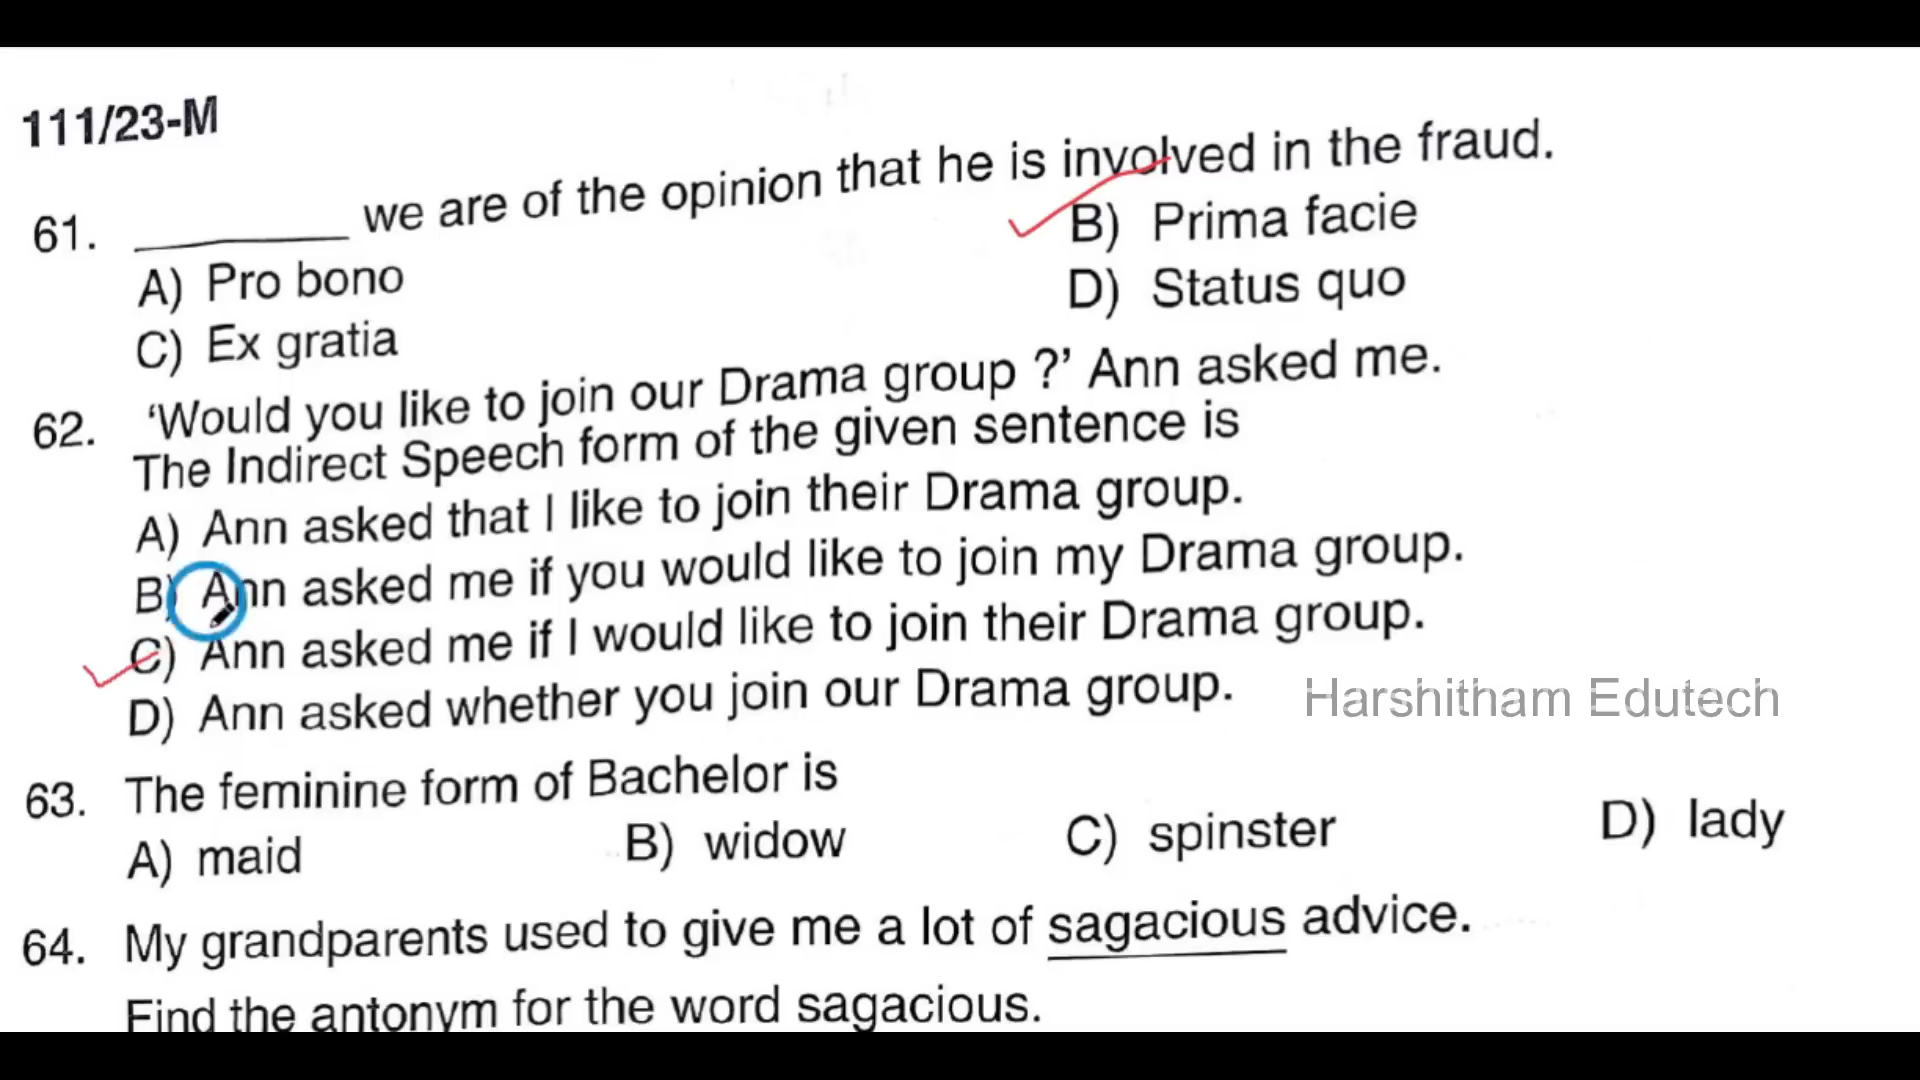 111/23-M
61. ________ we are of the opinion that he is involved in the fraud.
A) Pro bono B) Prima facie
C) Ex gratia D) Status quo
62. ‘Would you like to join our Drama group ?’ Ann asked me.
The Indirect Speech form of the given sentence is
A) Ann asked that I like to join their Drama group.
B) Ann asked me if you would like to join my Drama group.
C) Ann asked me if I would like to join their Drama group.
D) Ann asked whether you join our Drama group.
Harshitham Edutech
63. The feminine form of Bachelor is
A) maid B) widow C) spinster D) lady
64. My grandparents used to give me a lot of sagacious advice.
Find the antonym for the word sagacious.